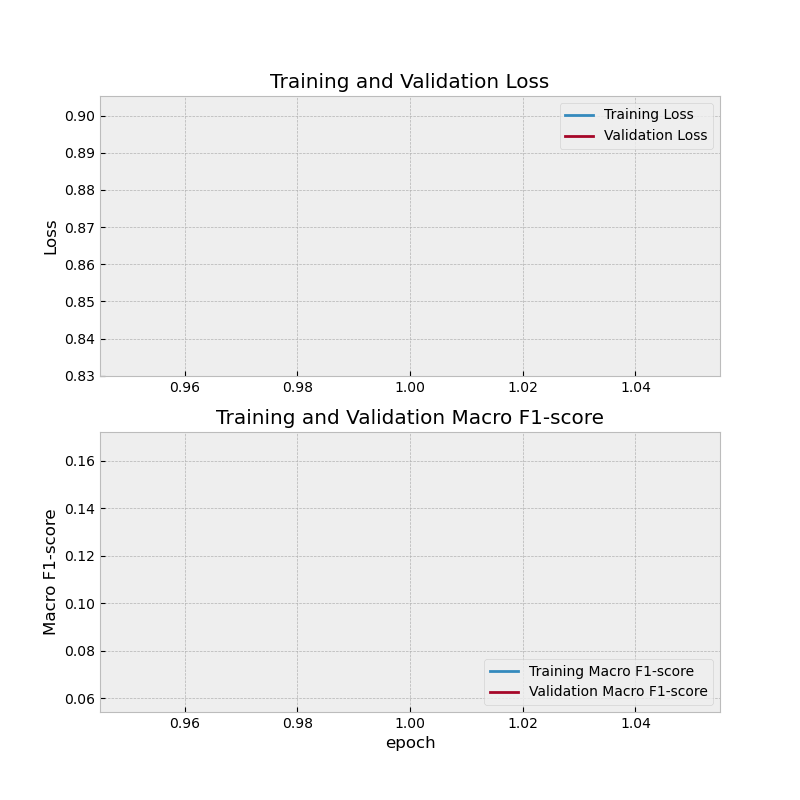 Training and Validation Loss
0.90
0.89
0.88
0.87
0.86
0.85
0.84
0.83
Loss
Training Loss
Validation Loss
0.96 0.98 1.00 1.02 1.04
Training and Validation Macro F1-score
0.16
0.14
0.12
0.10
0.08
0.06
Macro F1-score
Training Macro F1-score
Validation Macro F1-score
0.96 0.98 1.00 1.02 1.04
epoch